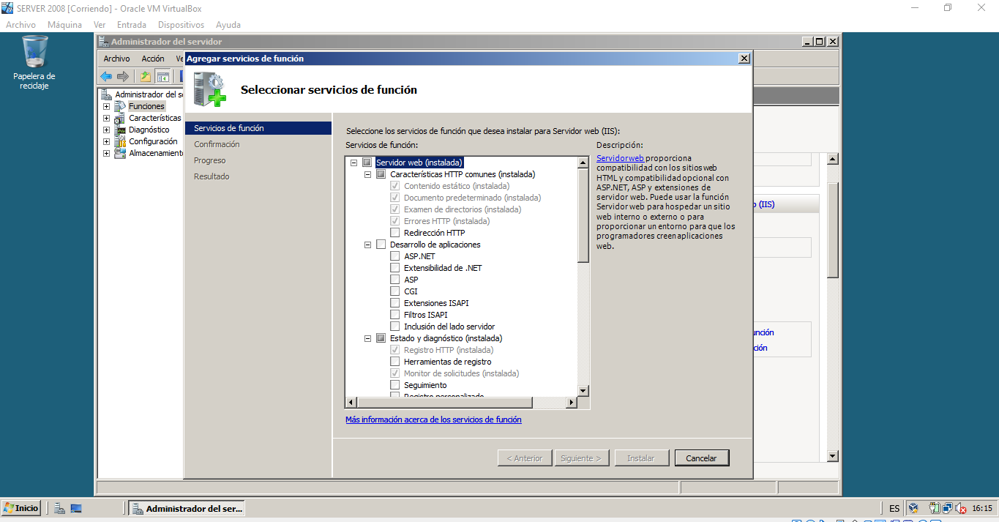 SERVER 2008 [Corriendo] - Oracle VM VirtualBox
Archivo Máquina Ver Entrada Dispositivos Ayuda
Papelera de
reciclaje
Administrador del servidor
Archivo Acción Ve
Administrador del s
Funciones
Características
Diagnóstico
Configuración
Almacenamient
Agregar servicios de función
Seleccionar servicios de función
Servicios de función
Confirmación
Progreso
Resultado
Seleccione los servicios de función que desea instalar para Servidor web (IIS):
Servicios de función:
Servidor web (instalada)
Características HTTP comunes (instalada)
Contenido estático (instalada)
Documento predeterminado (instalada)
Examen de directorios (instalada)
Errores HTTP (instalada)
Redirección HTTP
Desarrollo de aplicaciones
ASP.NET
Extensibilidad de .NET
ASP
CGI
Extensiones ISAPI
Filtros ISAPI
Inclusión del lado servidor
Estado y diagnóstico (instalada)
Registro HTTP (instalada)
Herramientas de registro
Monitor de solicitudes (instalada)
Seguimiento
Registro personalizado
Descripción:
Servidor web proporciona
compatibilidad con los sitios web
HTML y compatibilidad opcional con
ASP.NET, ASP y extensiones de
servidor web. Puede usar la función
Servidor web para hospedar un sitio
web interno o externo o para
proporcionar un entorno para que los
programadores creen aplicaciones
web.
Más información acerca de los servicios de función
< Anterior Siguiente > Instalar Cancelar
(IIS)
unción
ción
Inicio
Administrador del ser...
ES
16:15